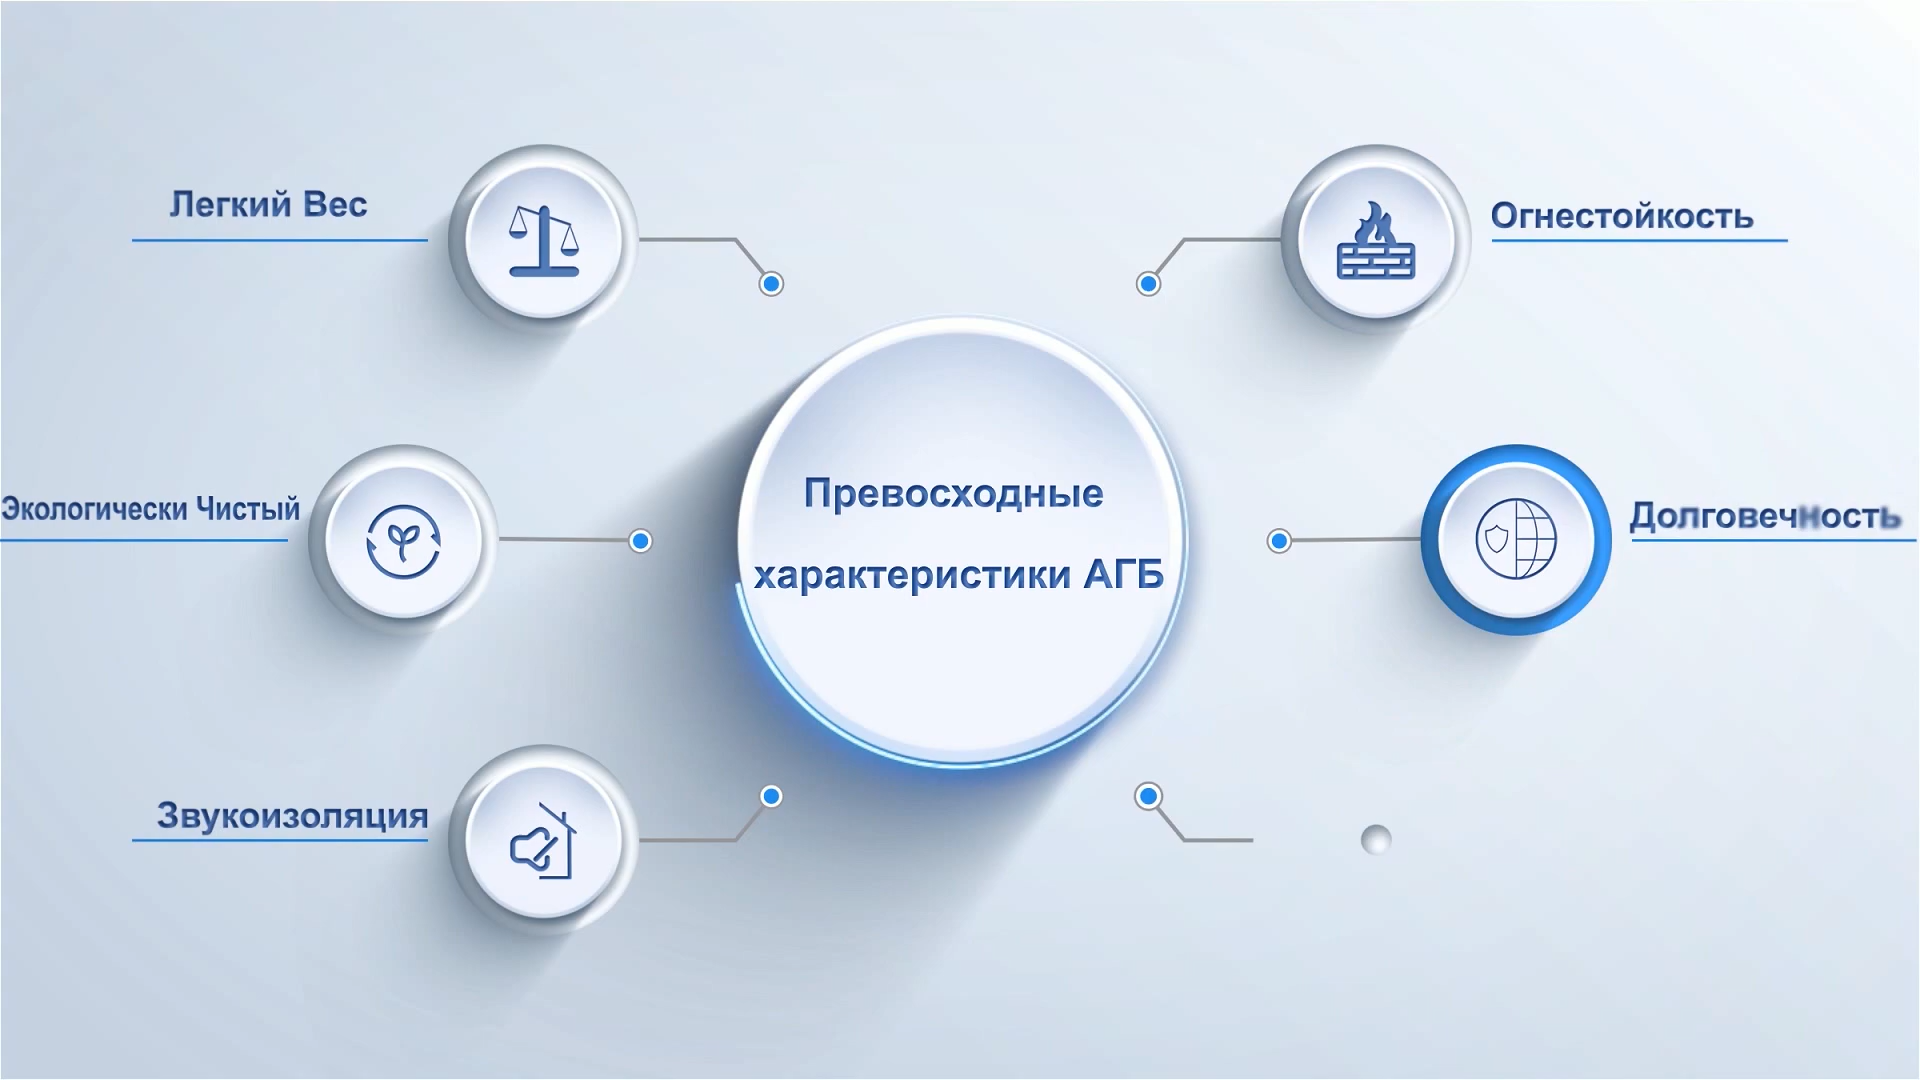 Легкий Вес
Огнестойкость
Превосходные
характеристики АГБ
Экологически Чистый
Долговечность
Звукоизоляция